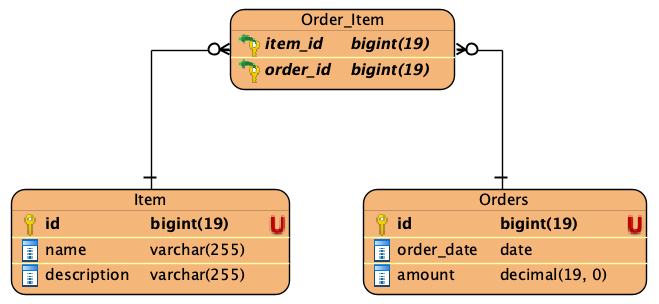 Order_Item
item_id bigint(19)
order_id bigint(19)
Item
id bigint(19) U
name varchar(255)
description varchar(255)
Orders
id bigint(19) U
order_date date
amount decimal(19, 0)